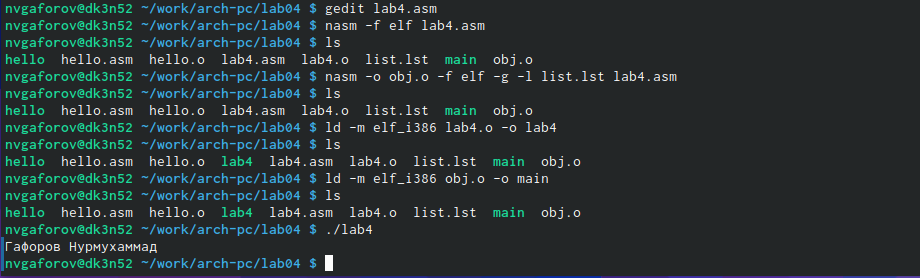 nvgaforov@dk3n52 ~/work/arch-pc/lab04 $ gedit lab4.asm
nvgaforov@dk3n52 ~/work/arch-pc/lab04 $ nasm -f elf lab4.asm
nvgaforov@dk3n52 ~/work/arch-pc/lab04 $ ls
hello  hello.asm  hello.o  lab4.asm  lab4.o  list.lst  main  obj.o
nvgaforov@dk3n52 ~/work/arch-pc/lab04 $ nasm -o obj.o -f elf -g -l list.lst lab4.asm
nvgaforov@dk3n52 ~/work/arch-pc/lab04 $ ls
hello  hello.asm  hello.o  lab4.asm  lab4.o  list.lst  main  obj.o
nvgaforov@dk3n52 ~/work/arch-pc/lab04 $ ld -m elf_i386 lab4.o -o lab4
nvgaforov@dk3n52 ~/work/arch-pc/lab04 $ ls
hello  hello.asm  hello.o  lab4  lab4.asm  lab4.o  list.lst  main  obj.o
nvgaforov@dk3n52 ~/work/arch-pc/lab04 $ ld -m elf_i386 obj.o -o main
nvgaforov@dk3n52 ~/work/arch-pc/lab04 $ ls
hello  hello.asm  hello.o  lab4  lab4.asm  lab4.o  list.lst  main  obj.o
nvgaforov@dk3n52 ~/work/arch-pc/lab04 $ ./lab4
Гафоров Нурмухаммад
nvgaforov@dk3n52 ~/work/arch-pc/lab04 $